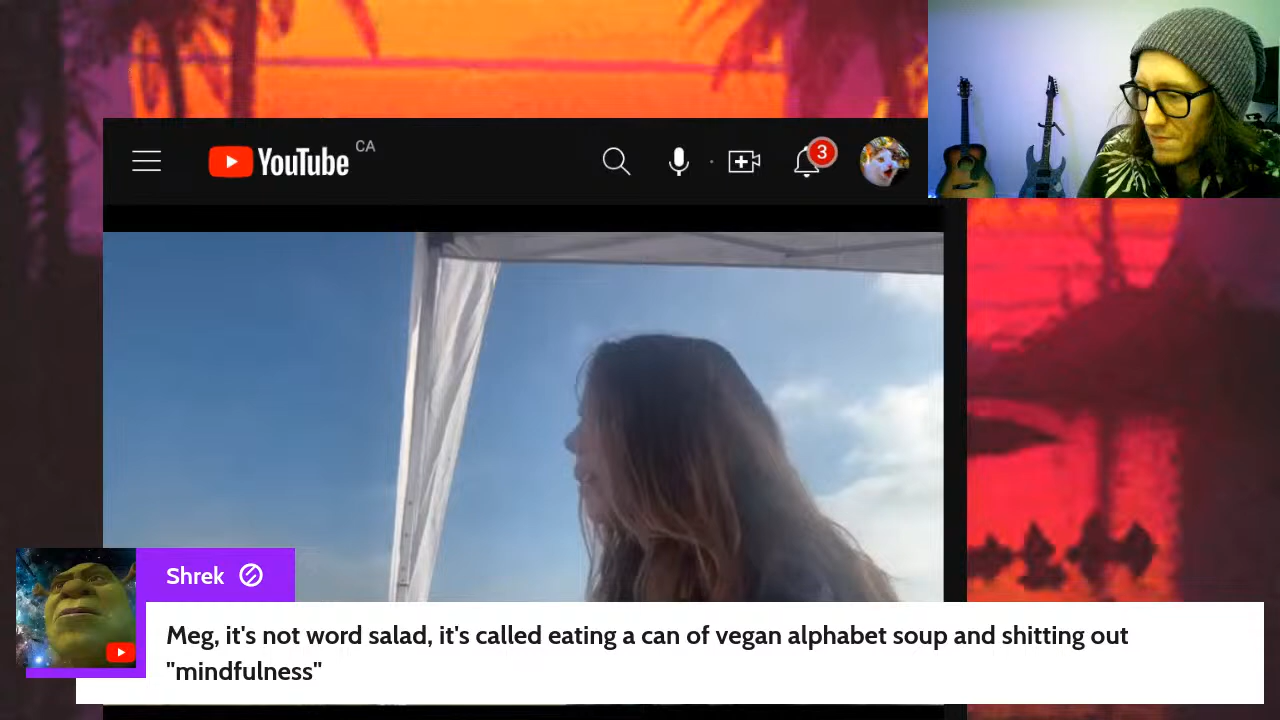 YouTube CA
3
Shrek
Meg, it's not word salad, it's called eating a can of vegan alphabet soup and shitting out
"mindfulness"